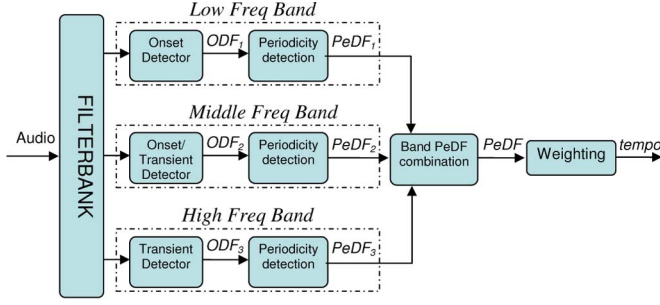 Low Freq Band
Onset
Detector
ODF1
Periodicity
detection
PeDF1
Audio
FILTERBANK
Middle Freq Band
Onset/
Transient
Detector
ODF2
Periodicity
detection
PeDF2
Band PeDF
combination
PeDF
Weighting
tempo
High Freq Band
Transient
Detector
ODF3
Periodicity
detection
PeDF3